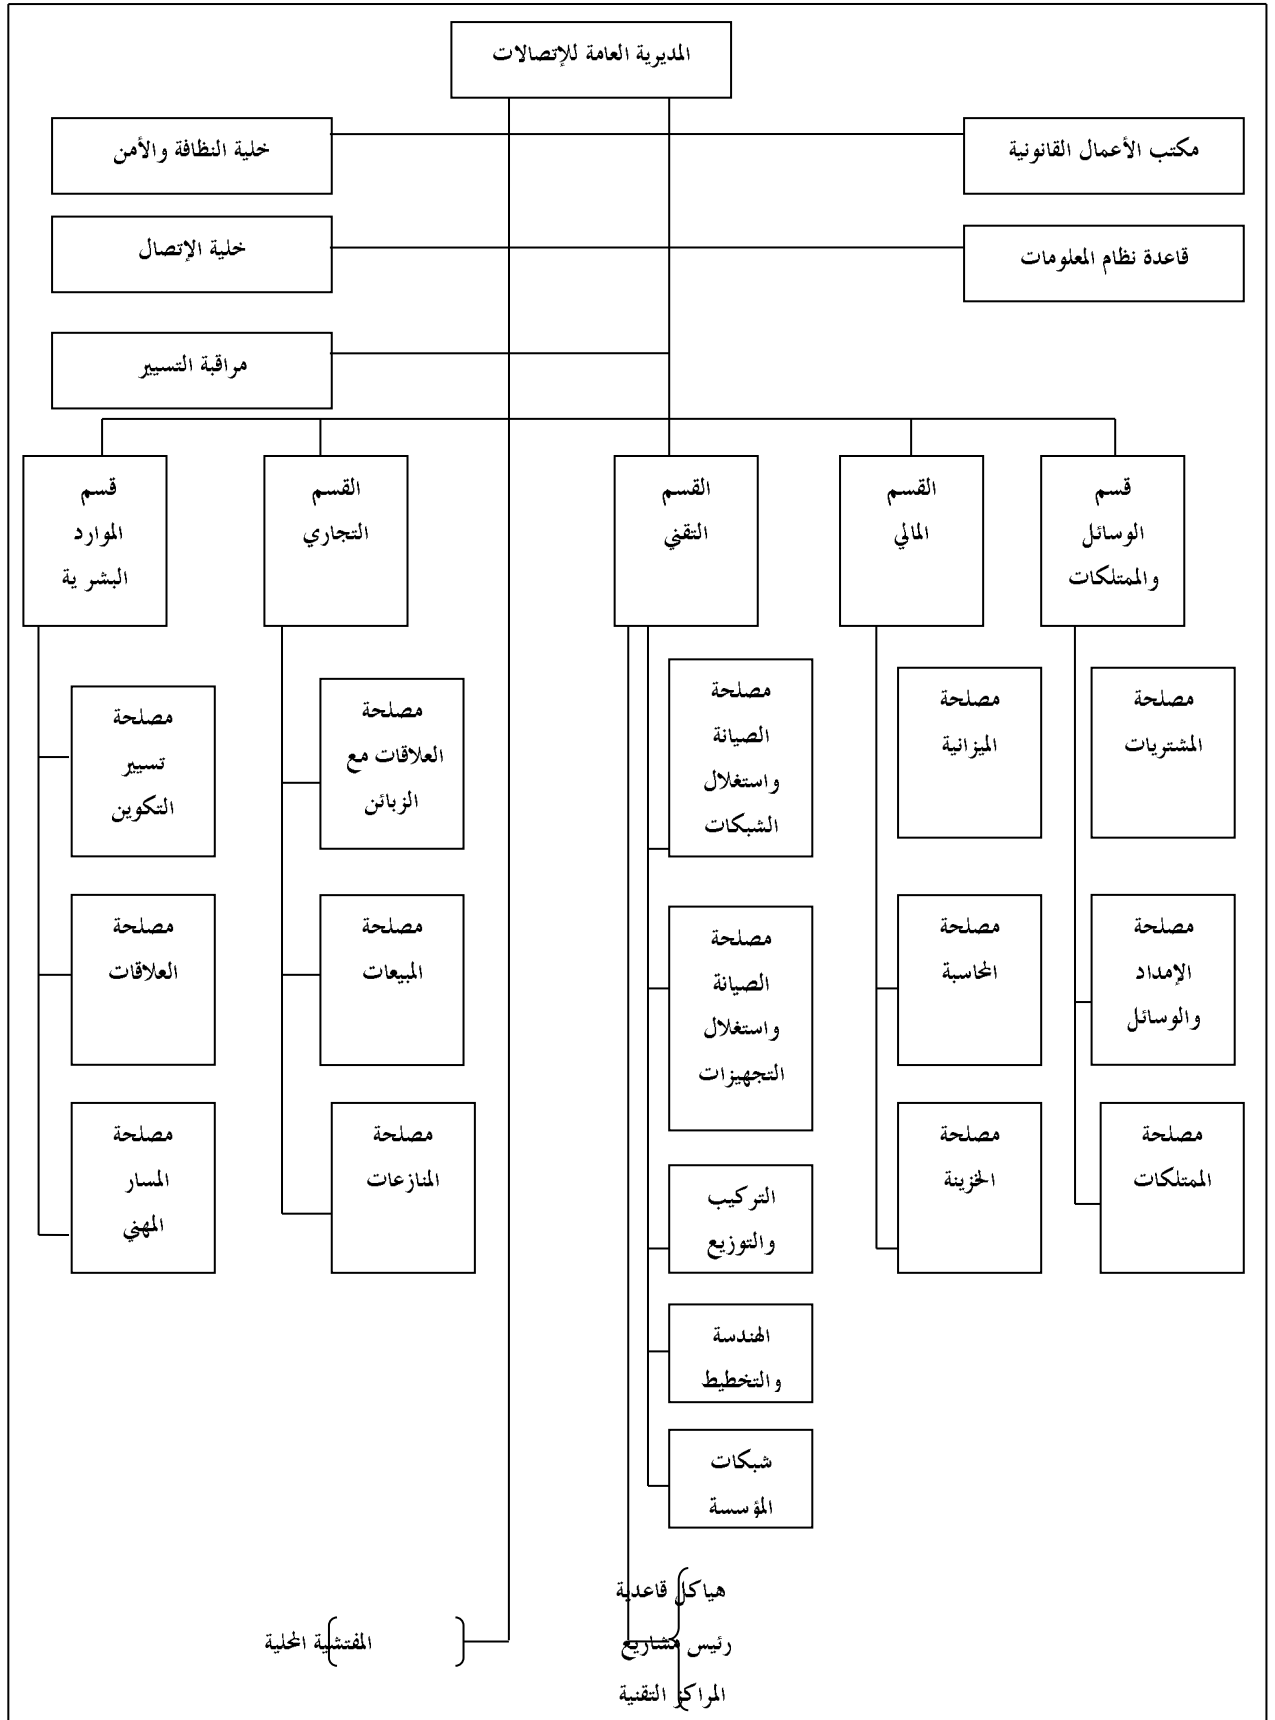 المديرية العامة للإتصالات
مكتب الأعمال القانونية
خلية النظافة والأمن
قاعدة نظام المعلومات
خلية الإتصال
مراقبة التسيير
قسم
الوسائل
والممتلكات
القسم
المالي
القسم
التقني
القسم
التجاري
قسم
الموارد
البشر ية
مصلحة
المشتريات
مصلحة
الإمداد
والوسائل
مصلحة
الممتلكات
مصلحة
الميزانية
مصلحة
المحاسبة
مصلحة
الخزينة
مصلحة
الصيانة
واستغلال
الشبكات
مصلحة
الصيانة
واستغلال
التجهيزات
التركيب
والتوزيع
الهندسة
والتخطيط
شبكات
المؤسسة
مصلحة
العلاقات مع
الزبائن
مصلحة
المبيعات
مصلحة
المنازعات
مصلحة
تسيير
التكوين
مصلحة
العلاقات
مصلحة
المسار
المهني
هياكل قاعدية
رئيس مشاريع
المراكز التقنية
المفتشية المحلية